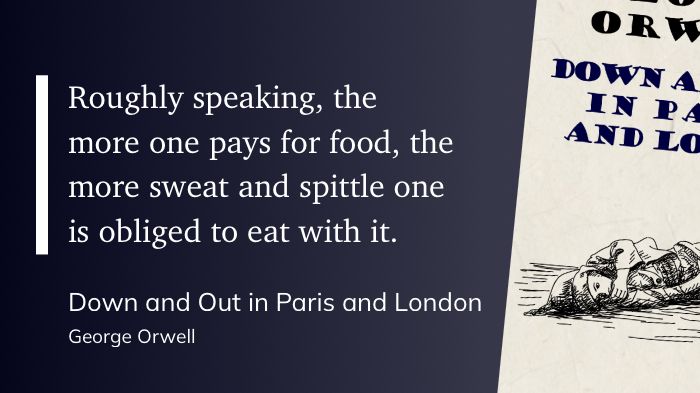 Roughly speaking, the
more one pays for food, the
more sweat and spittle one
is obliged to eat with it.
Down and Out in Paris and London
George Orwell
ORW
DOWN A
IN PA
AND LO